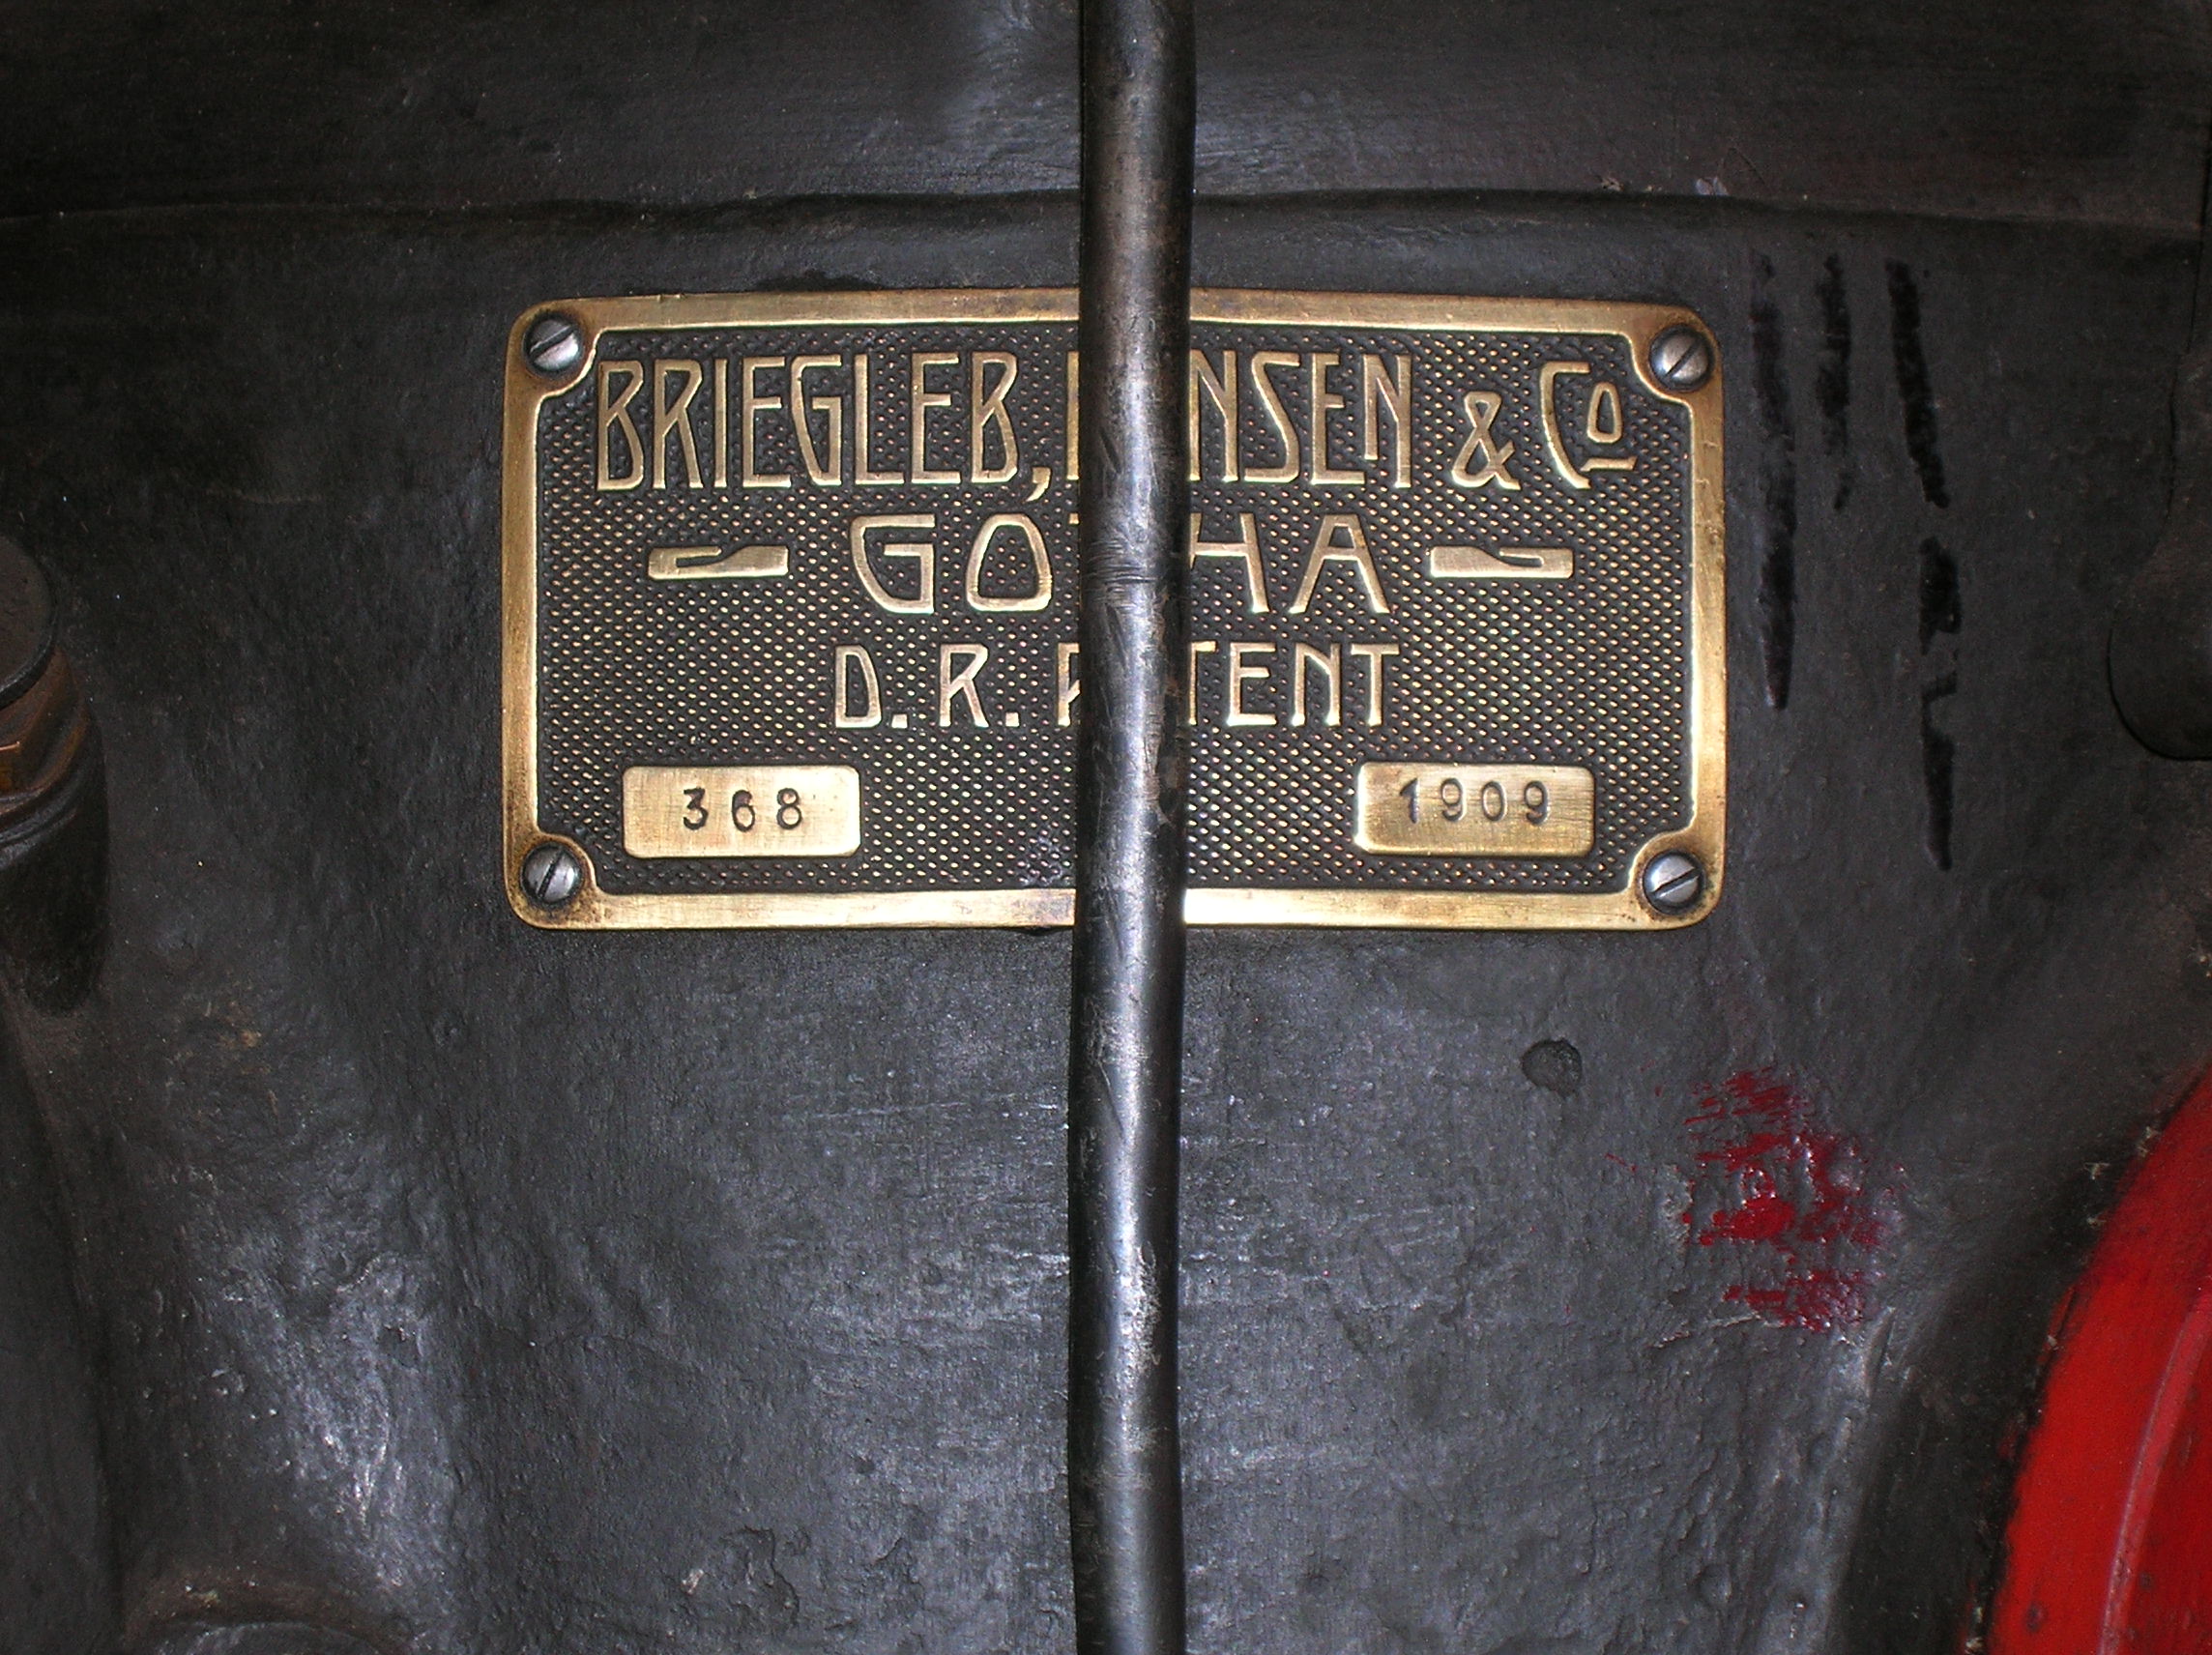 BRIEGLEB, HANSEN & Co
GOTHA
D. R. PATENT
368 1909